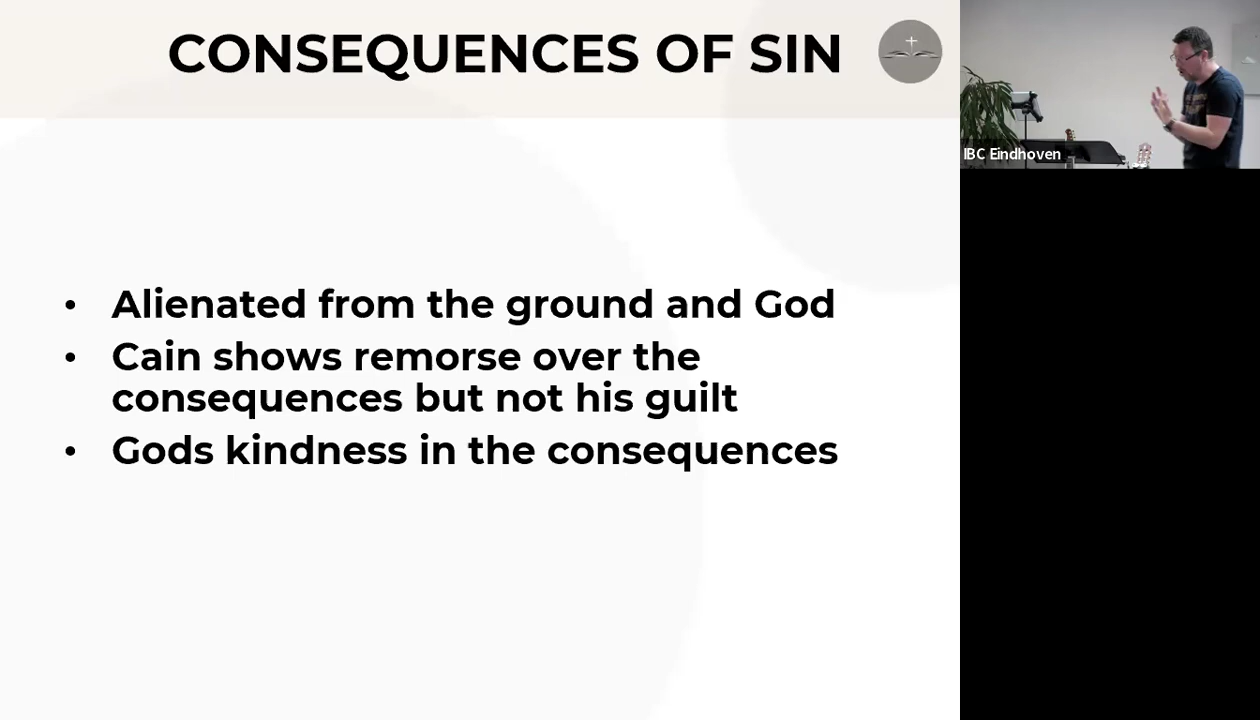 CONSEQUENCES OF SIN
• Alienated from the ground and God
• Cain shows remorse over the
consequences but not his guilt
• Gods kindness in the consequences
IBC Eindhoven